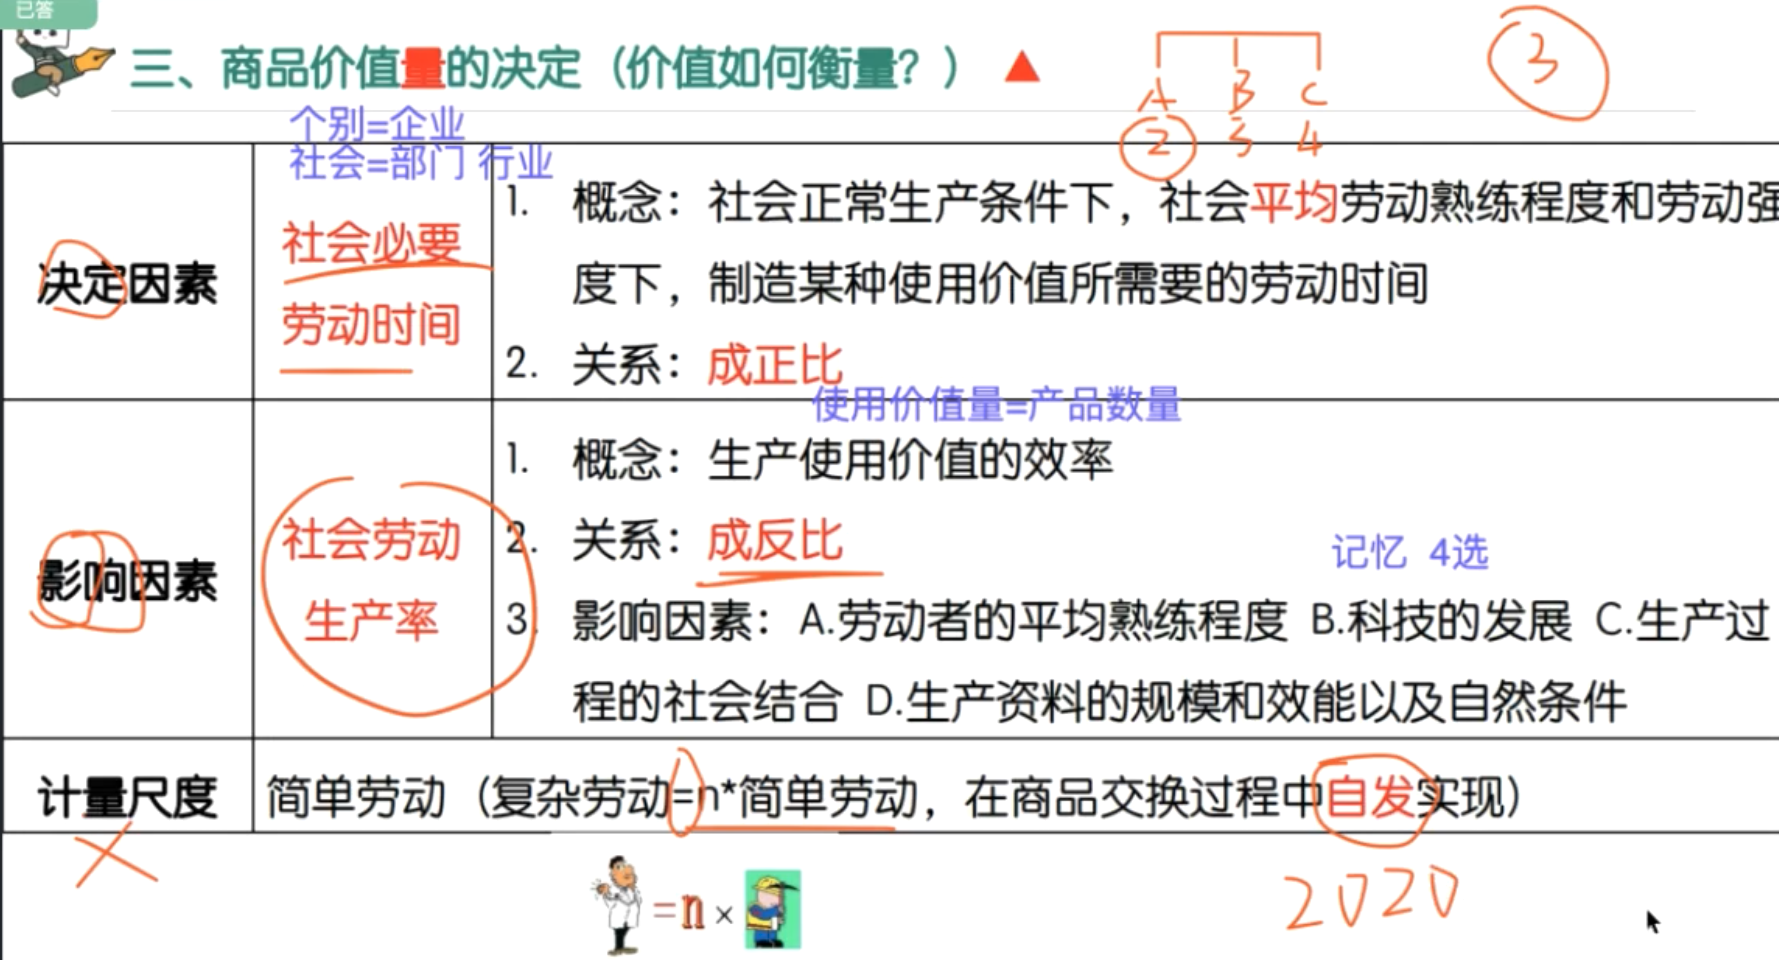 已答
三、商品价值量的决定（价值如何衡量？）
3
A B C
2 3 4
个别=企业
社会=部门 行业
决定因素
社会必要
劳动时间
1. 概念：社会正常生产条件下，社会平均劳动熟练程度和劳动强
度下，制造某种使用价值所需要的劳动时间
2. 关系：成正比
使用价值量=产品数量
影响因素
社会劳动
生产率
1. 概念：生产使用价值的效率
2. 关系：成反比
记忆 4选
3. 影响因素：A.劳动者的平均熟练程度 B.科技的发展 C.生产过
程的社会结合 D.生产资料的规模和效能以及自然条件
计量尺度
简单劳动（复杂劳动=n*简单劳动，在商品交换过程中自发实现）
=n×
2020